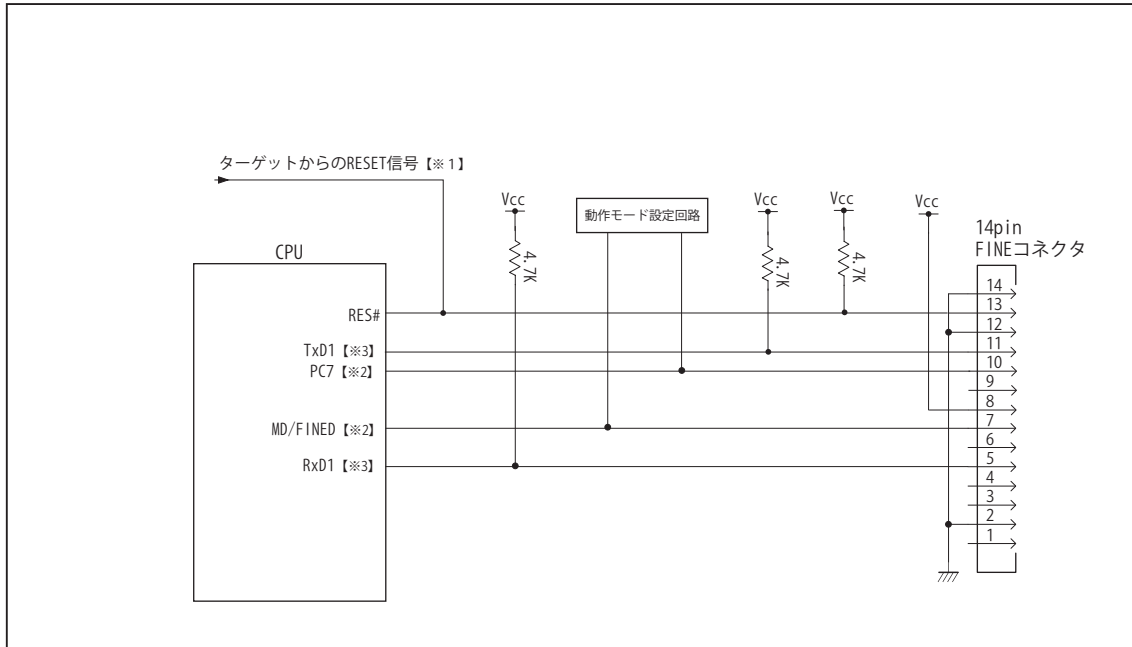 ターゲットからのRESET信号【※1】
Vcc
動作モード設定回路
Vcc
Vcc
Vcc
14pin
FINEコネクタ
CPU
4.7K
4.7K
4.7K
RES#
TxD1【※3】
PC7【※2】
MD/FINED【※2】
RxD1【※3】
14
13
12
11
10
9
8
7
6
5
4
3
2
1